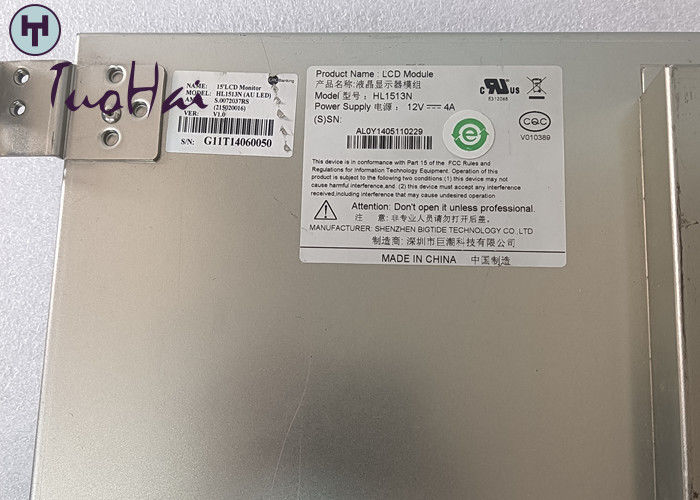 HT
TuoHai
Banking
NAME: 15'LCD Monitor
MODEL: HL1513N (AU LED)
S.0072037RS
(215020016)
VER: V1.0
S/N: G11T14060050
Product Name : LCD Module
产品名称:液晶显示器模组
Model 型号 : HL1513N
Power Supply 电源 : 12V 4A
(S)SN:
AL0Y1405110229
c UL US
E312068
CQC
V010389
e
This device is in conformance with Part 15 of the FCC Rules and
Regulations for Information Technology Equipment. Operation of this
product is subject to the following two conditions (1) this device may not
cause harmful interference,and (2) this device must accept any interference
received,including interference that may cause undesired operation
Attention: Don't open it unless professional.
注 意: 非专业人员请勿打开后盖。
MANUFACTURER: SHENZHEN BIGTIDE TECHNOLOGY CO.,LTD
制造商: 深圳市巨潮科技有限公司
MADE IN CHINA 中国制造